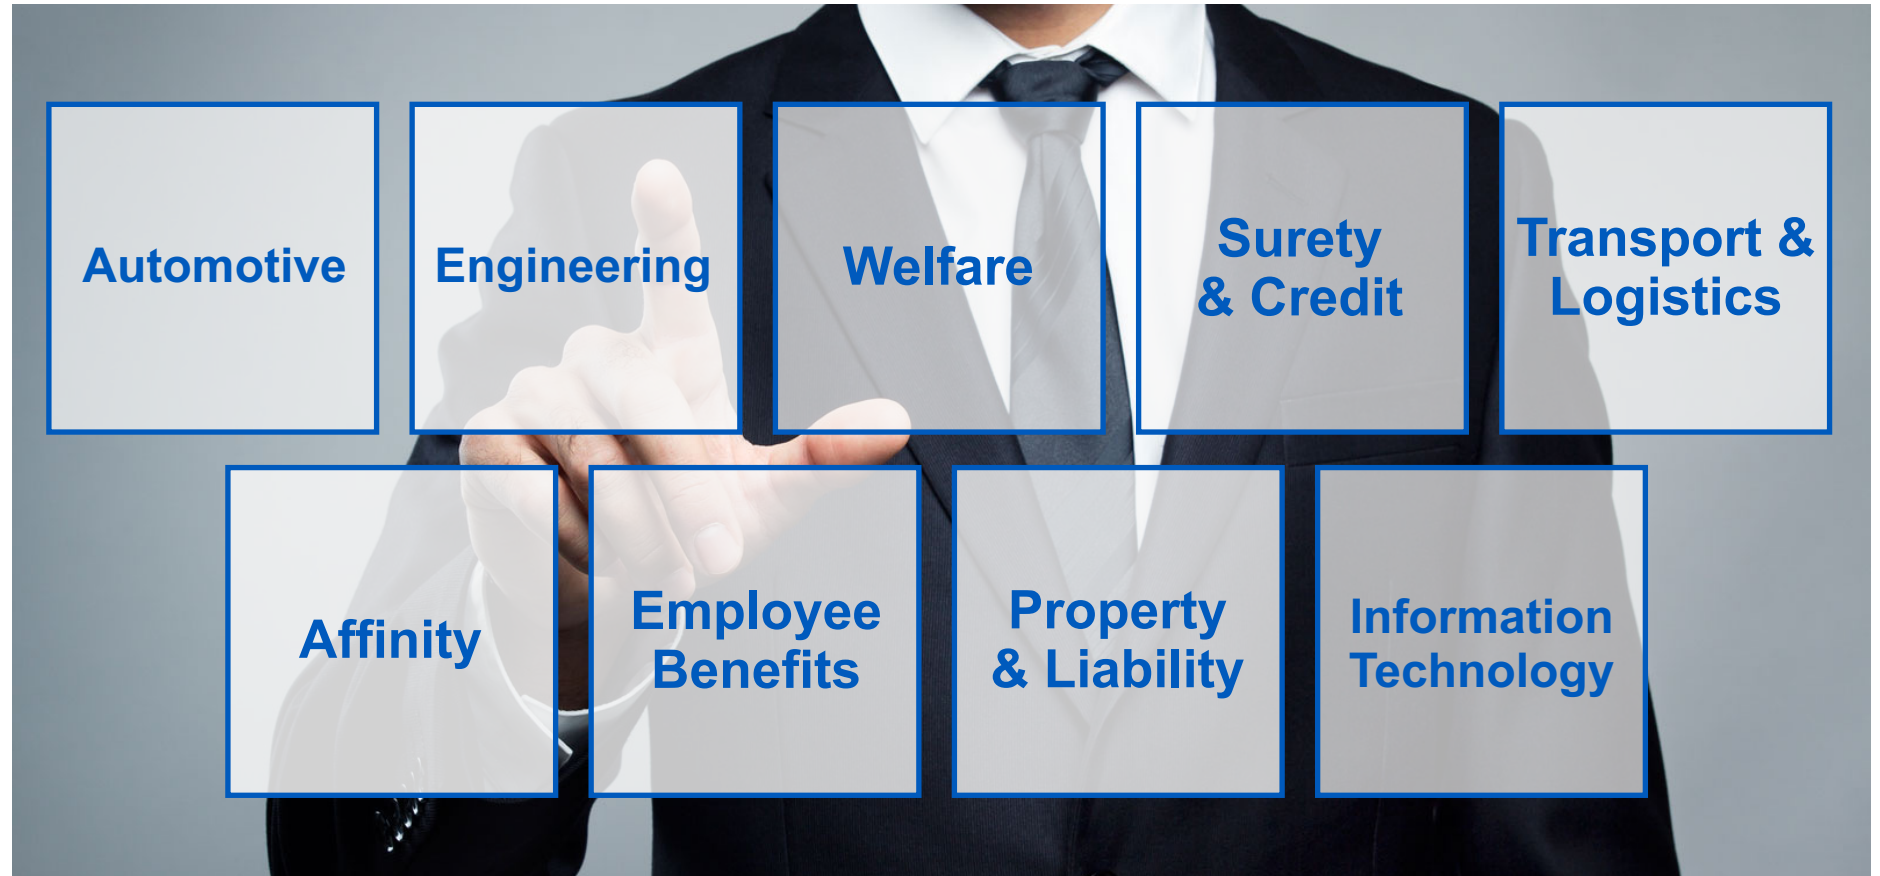 Automotive
Engineering
Welfare
Surety
& Credit
Transport &
Logistics
Affinity
Employee
Benefits
Property
& Liability
Information
Technology